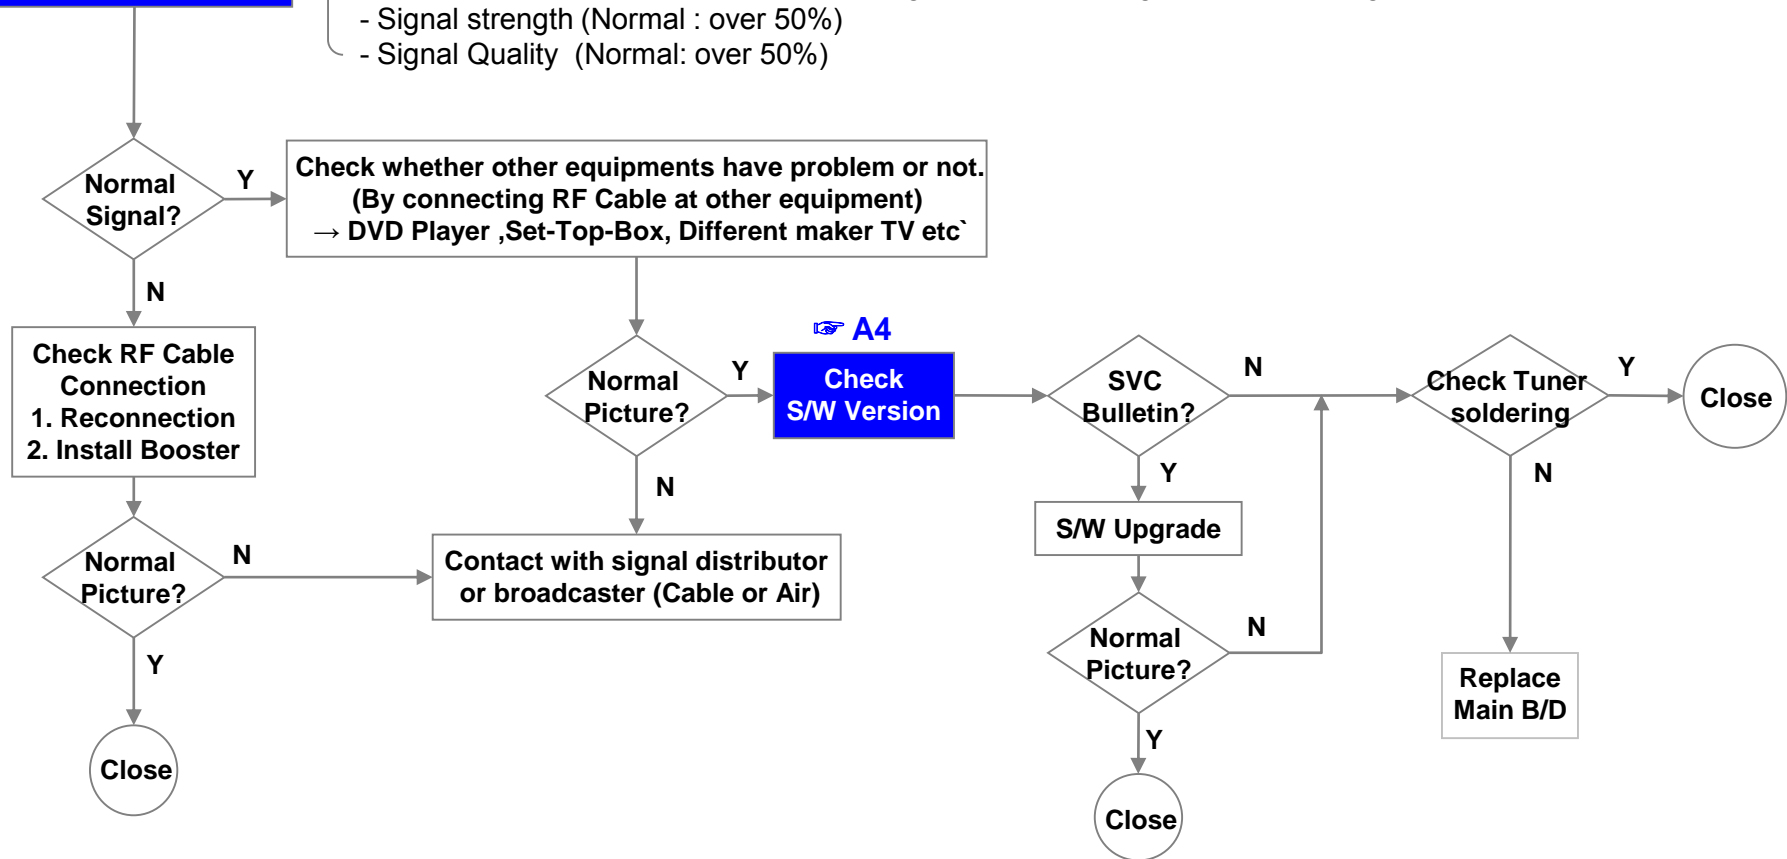 - Signal strength (Normal : over 50%)
- Signal Quality (Normal: over 50%)
Normal
Signal?
Y
Check whether other equipments have problem or not.
(By connecting RF Cable at other equipment)
→ DVD Player ,Set-Top-Box, Different maker TV etc`
N
Check RF Cable
Connection
1. Reconnection
2. Install Booster
Normal
Picture?
N
Y
Close
Normal
Picture?
Y
N
Contact with signal distributor
or broadcaster (Cable or Air)
☞ A4
Check
S/W Version
SVC
Bulletin?
N
Y
S/W Upgrade
Normal
Picture?
N
Y
Close
Check Tuner
soldering
Y
Close
N
Replace
Main B/D